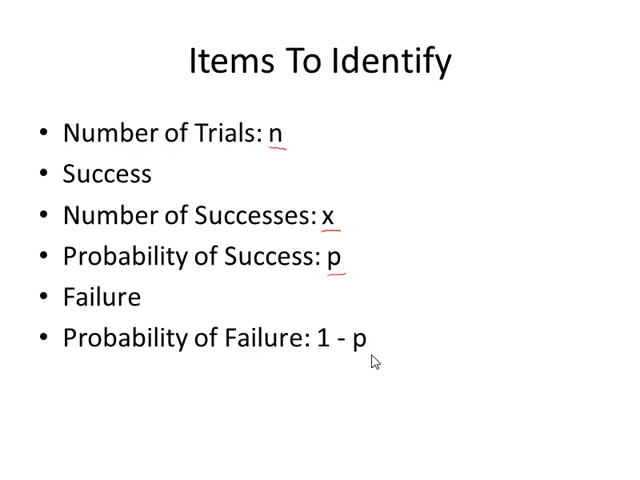 Items To Identify
• Number of Trials: n
• Success
• Number of Successes: x
• Probability of Success: p
• Failure
• Probability of Failure: 1 - p